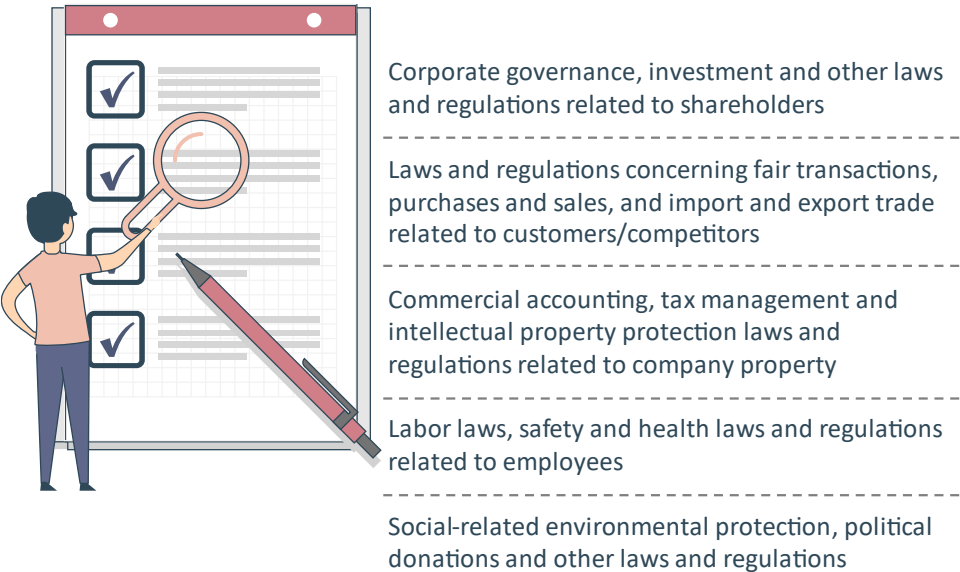 Corporate governance, investment and other laws
and regulations related to shareholders
Laws and regulations concerning fair transactions,
purchases and sales, and import and export trade
related to customers/competitors
Commercial accounting, tax management and
intellectual property protection laws and
regulations related to company property
Labor laws, safety and health laws and regulations
related to employees
Social-related environmental protection, political
donations and other laws and regulations